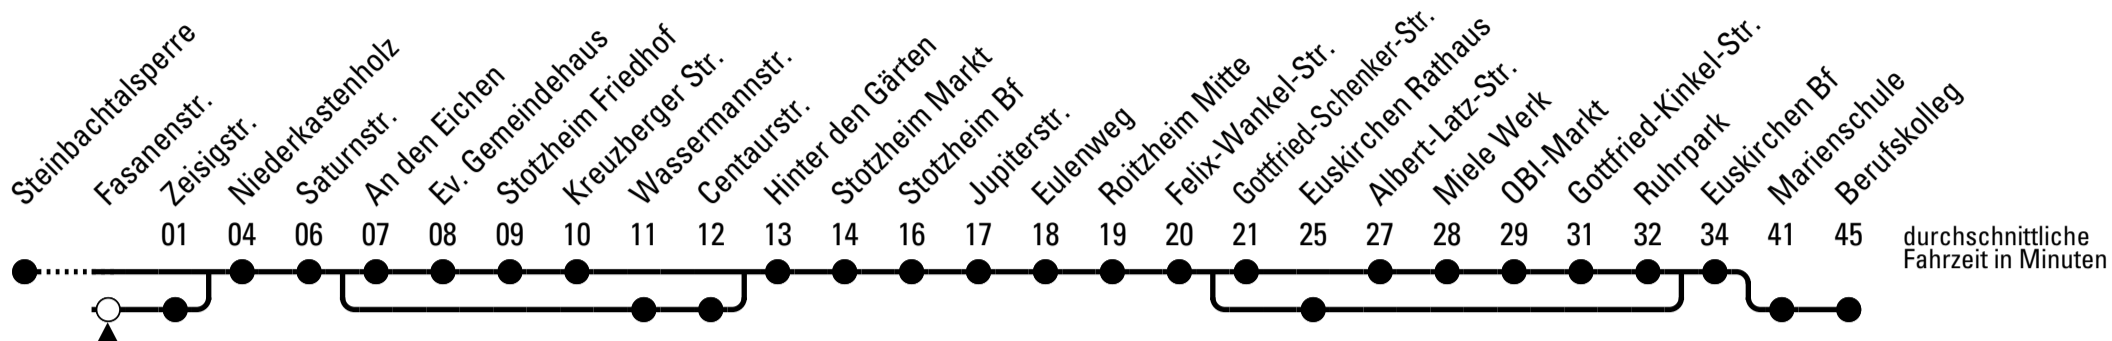 Steinbachtalsperre
Fasanenstr.
Zeisigstr.
Niederkastenholz
Saturnstr.
An den Eichen
Ev. Gemeindehaus
Stotzheim Friedhof
Kreuzberger Str.
Wassermannstr.
Centaurstr.
Hinter den Gärten
Stotzheim Markt
Stotzheim Bf
Jupiterstr.
Eulenweg
Roitzheim Mitte
Felix-Wankel-Str.
Gottfried-Schenker-Str.
Euskirchen Rathaus
Albert-Latz-Str.
Miele Werk
OBI-Markt
Gottfried-Kinkel-Str.
Ruhrpark
Euskirchen Bf
Marienschule
Berufskolleg
01 04 06 07 08 09 10 11 12 13 14 16 17 18 19 20 21 25 27 28 29 31 32 34 41 45
durchschnittliche
Fahrzeit in Minuten